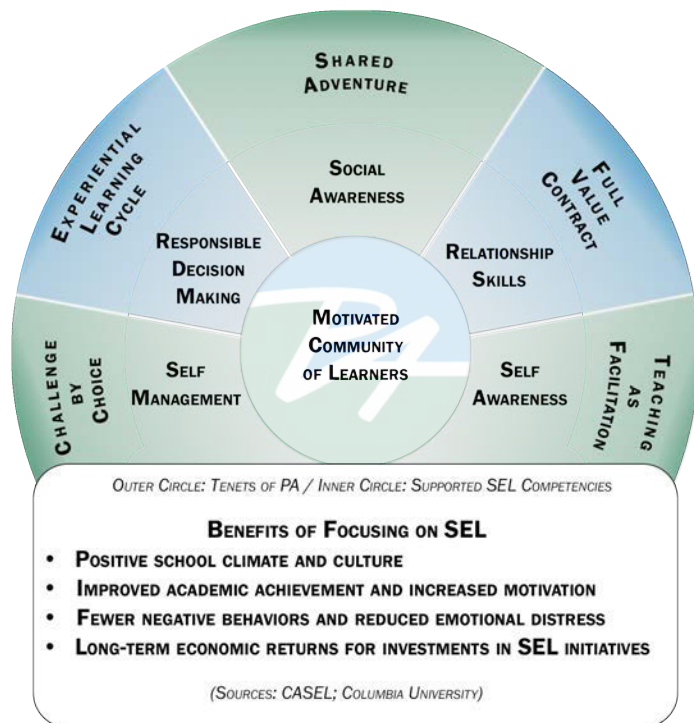 SHARED
ADVENTURE
EXPERIENTIAL
LEARNING
CYCLE
FULL
VALUE
CONTRACT
SOCIAL
AWARENESS
RESPONSIBLE
DECISION
MAKING
RELATIONSHIP
SKILLS
MOTIVATED
COMMUNITY
OF LEARNERS
CHALLENGE
BY
CHOICE
SELF
MANAGEMENT
SELF
AWARENESS
TEACHING
AS
FACILITATION
PA
OUTER CIRCLE: TENETS OF PA / INNER CIRCLE: SUPPORTED SEL COMPETENCIES
BENEFITS OF FOCUSING ON SEL
• POSITIVE SCHOOL CLIMATE AND CULTURE
• IMPROVED ACADEMIC ACHIEVEMENT AND INCREASED MOTIVATION
• FEWER NEGATIVE BEHAVIORS AND REDUCED EMOTIONAL DISTRESS
• LONG-TERM ECONOMIC RETURNS FOR INVESTMENTS IN SEL INITIATIVES
(SOURCES: CASEL; COLUMBIA UNIVERSITY)